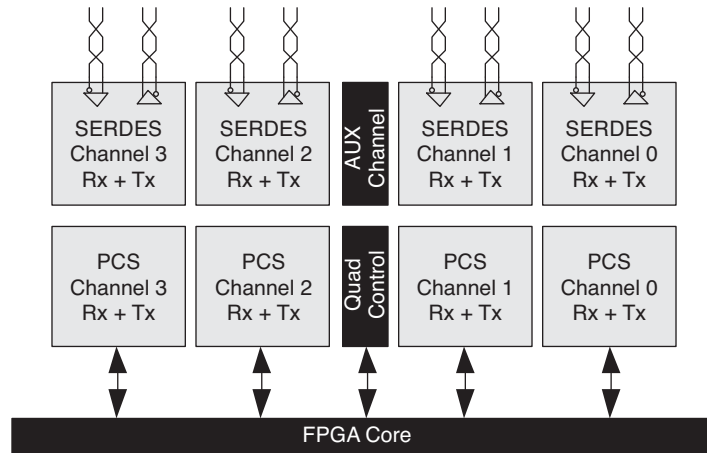 SERDES
Channel 3
Rx + Tx
SERDES
Channel 2
Rx + Tx
AUX
Channel
SERDES
Channel 1
Rx + Tx
SERDES
Channel 0
Rx + Tx
PCS
Channel 3
Rx + Tx
PCS
Channel 2
Rx + Tx
Quad
Control
PCS
Channel 1
Rx + Tx
PCS
Channel 0
Rx + Tx
FPGA Core